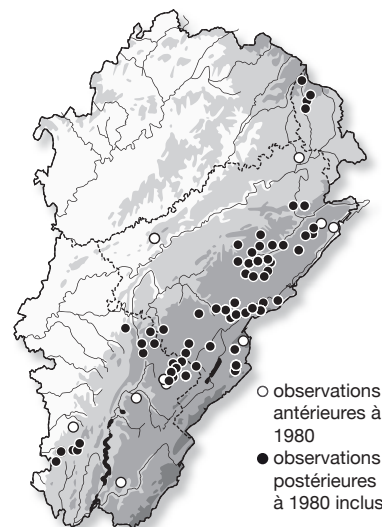 observations
antérieures à
1980
observations
postérieures
à 1980 inclus